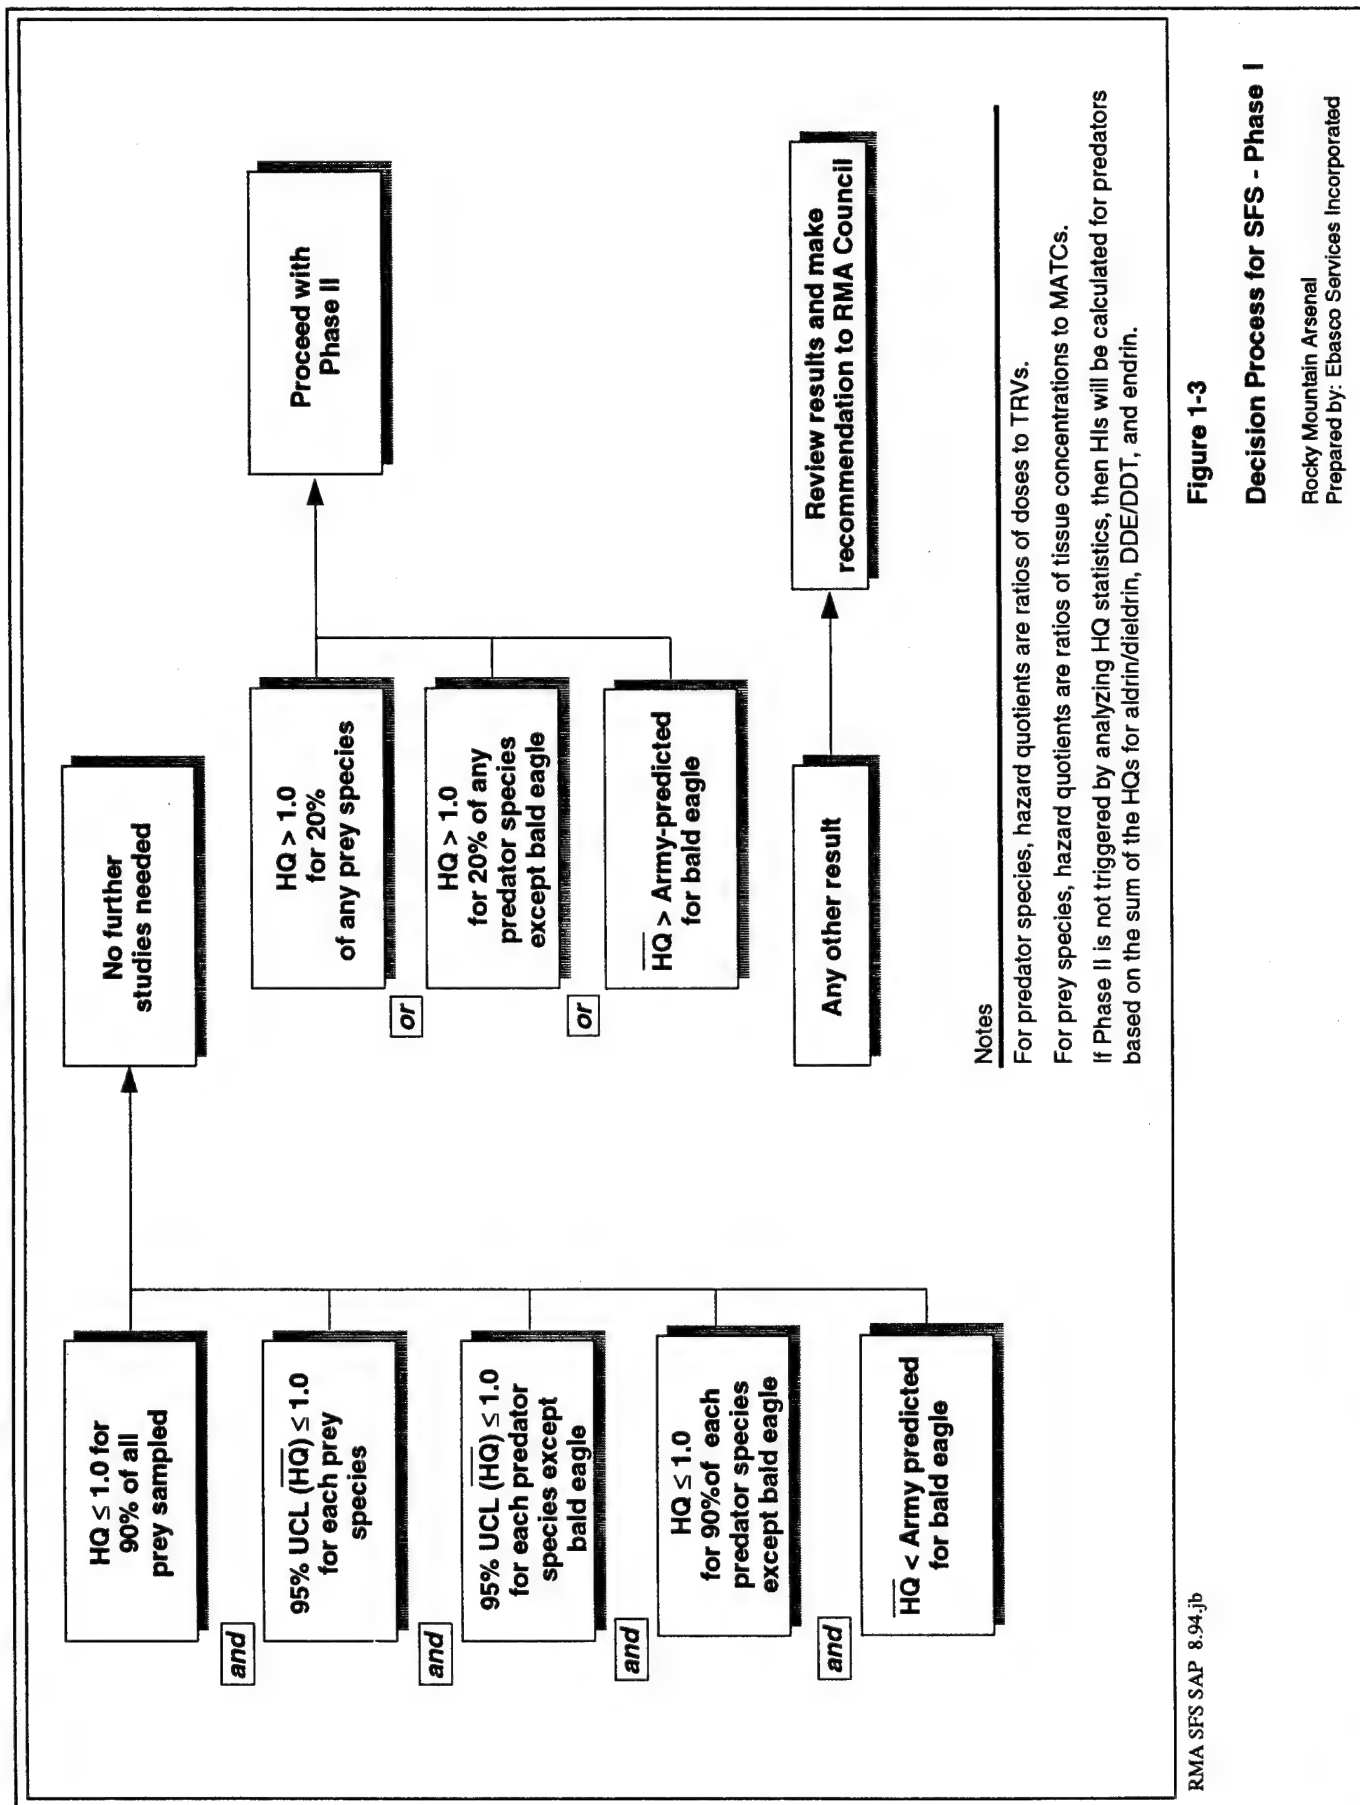 HQ ≤ 1.0 for
90% of all
prey sampled
and
95% UCL (H̅Q̅) ≤ 1.0
for each prey
species
and
95% UCL (H̅Q̅) ≤ 1.0
for each predator
species except
bald eagle
and
HQ ≤ 1.0
for 90%of each
predator species
except bald eagle
and
H̅Q̅ < Army predicted
for bald eagle
No further
studies needed
HQ > 1.0
for 20%
of any prey species
or
HQ > 1.0
for 20% of any
predator species
except bald eagle
or
H̅Q̅ > Army-predicted
for bald eagle
Proceed with
Phase II
Any other result
Review results and make
recommendation to RMA Council
Notes
For predator species, hazard quotients are ratios of doses to TRVs.
For prey species, hazard quotients are ratios of tissue concentrations to MATCs.
If Phase II is not triggered by analyzing HQ statistics, then HIs will be calculated for predators
based on the sum of the HQs for aldrin/dieldrin, DDE/DDT, and endrin.
RMA SFS SAP 8.94.jb
Figure 1-3
Decision Process for SFS - Phase I
Rocky Mountain Arsenal
Prepared by: Ebasco Services Incorporated